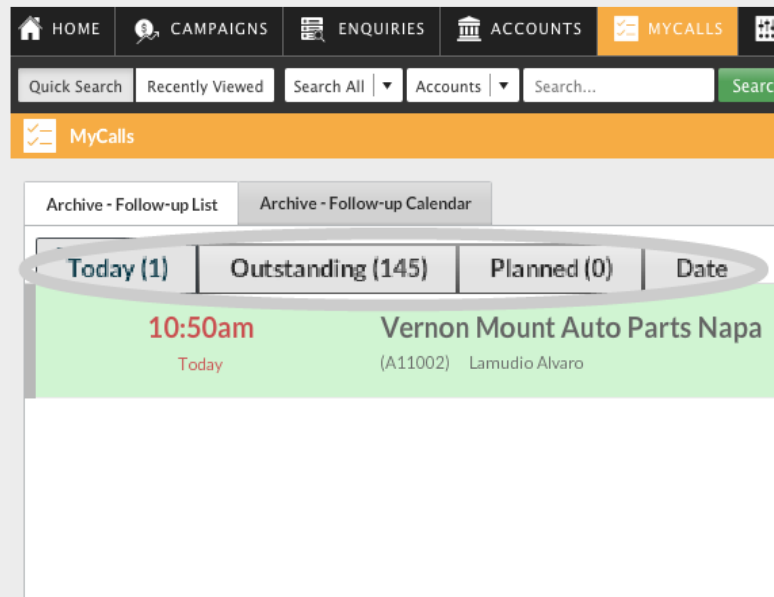 HOME CAMPAIGNS ENQUIRIES ACCOUNTS MYCALLS
Quick Search Recently Viewed Search All Accounts Search... Searc
MyCalls
Archive - Follow-up List Archive - Follow-up Calendar
Today (1) Outstanding (145) Planned (0) Date
10:50am Vernon Mount Auto Parts Napa
Today (A11002) Lamudio Alvaro